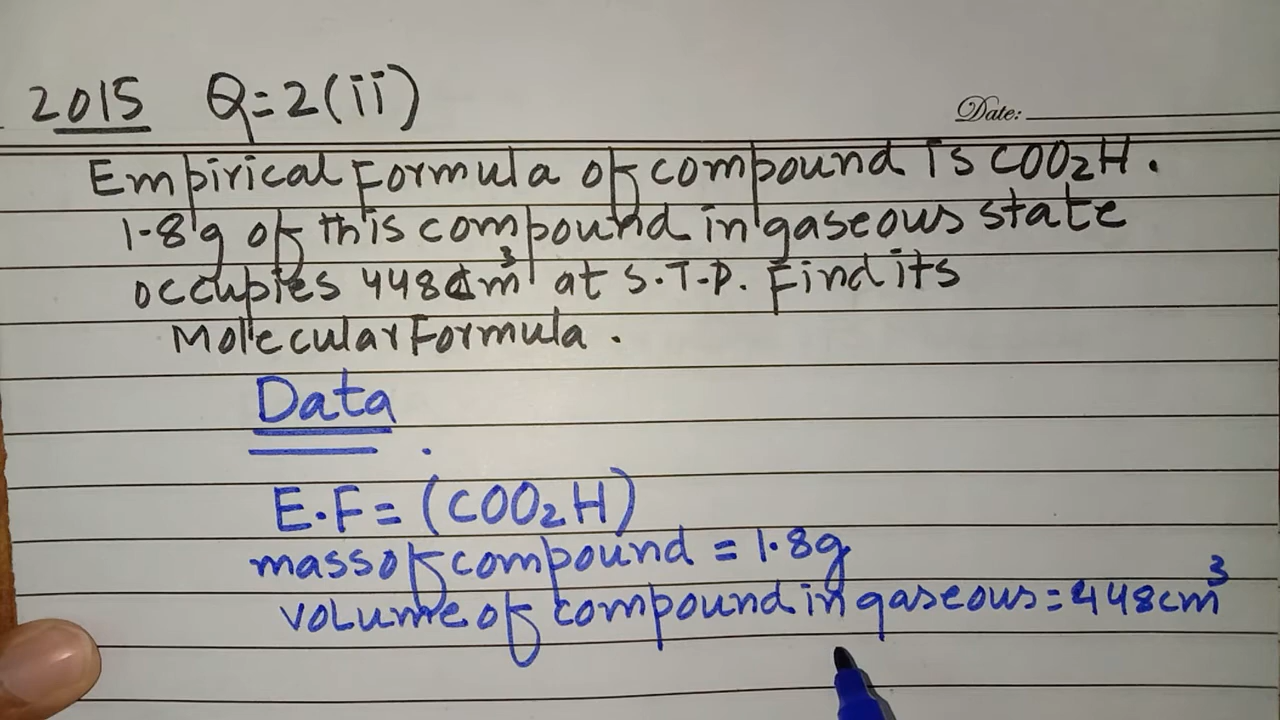 2015 Q=2(ii)
Date:
Empirical Formula of compound is COO₂H.
1.8g of this compound in gaseous state
occupies 448cm³ at S.T.P. Find its
Molecular Formula.
Data
E.F = (COO₂H)
mass of compound = 1.8g
volume of compound in gaseous = 448cm³